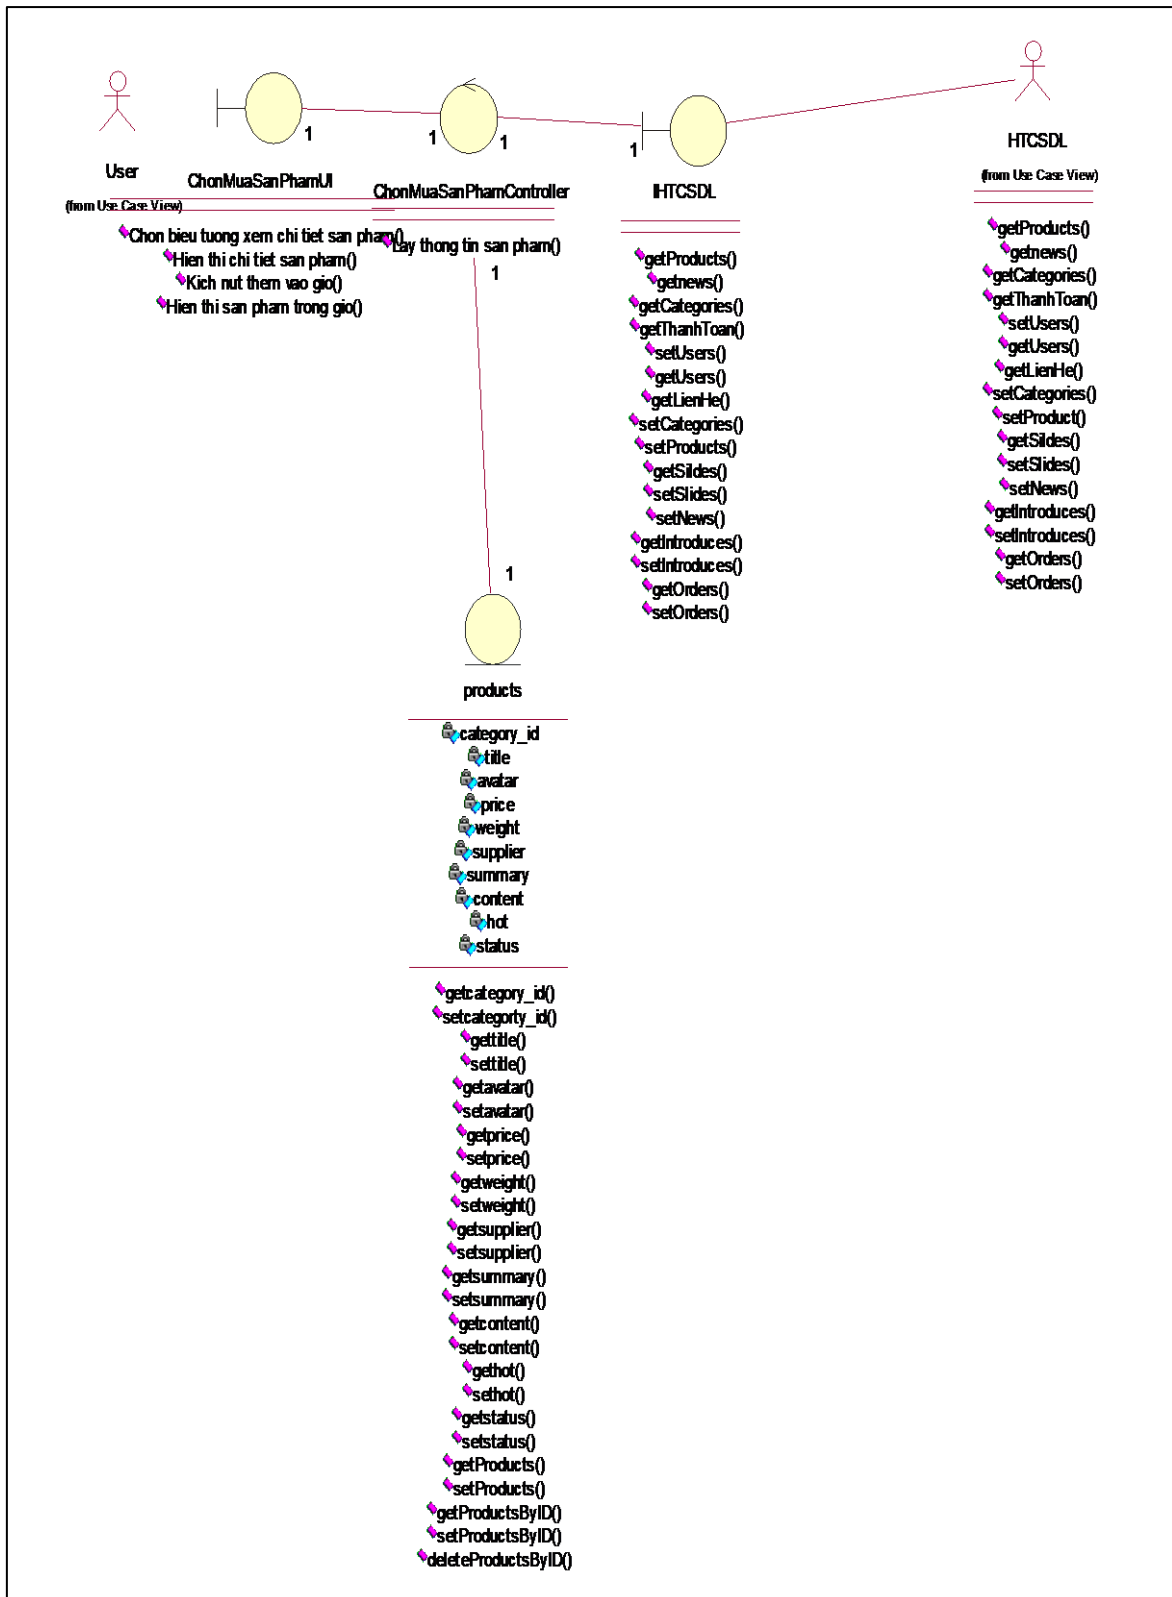 User
(from Use Case View)
ChonMuaSanPhamUI
Chon bieu tuong xem chi tiet san pham()
Hien thi chi tiet san pham()
Kich nut them vao gio()
Hien thi san pham trong gio()
1
1
1
ChonMuaSanPhamController
Lay thong tin san pham()
1
1
1
IHTCSDL
getProducts()
getnews()
getCategories()
getThanhToan()
setUsers()
getUsers()
getLienHe()
setCategories()
setProducts()
getSildes()
setSlides()
setNews()
getIntroduces()
setIntroduces()
getOrders()
setOrders()
HTCSDL
(from Use Case View)
getProducts()
getnews()
getCategories()
getThanhToan()
setUsers()
getUsers()
getLienHe()
setCategories()
setProduct()
getSildes()
setSlides()
setNews()
getIntroduces()
setIntroduces()
getOrders()
setOrders()
products
category_id
title
avatar
price
weight
supplier
summary
content
hot
status
getcategory_id()
setcategorty_id()
gettitle()
settitle()
getavatar()
setavatar()
getprice()
setprice()
getweight()
setweight()
getsupplier()
setsupplier()
getsummary()
setsummary()
getcontent()
setcontent()
gethot()
sethot()
getstatus()
setstatus()
getProducts()
setProducts()
getProductsByID()
setProductsByID()
deleteProductsByID()